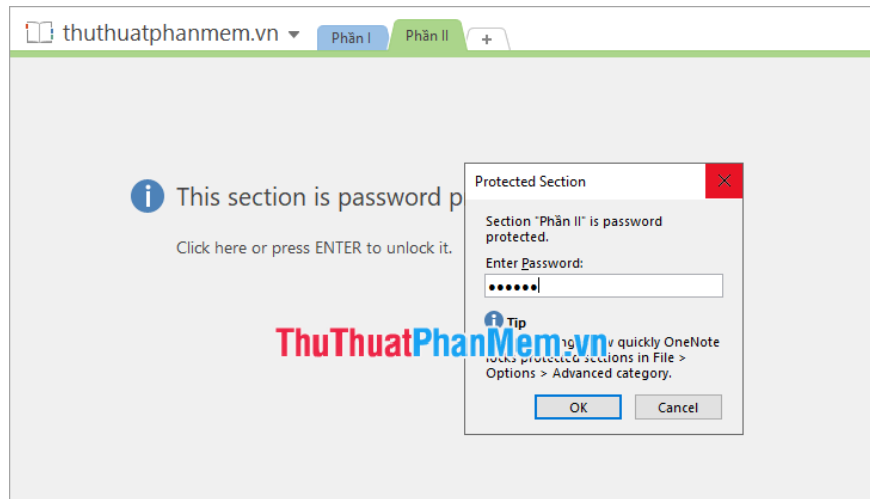 thuthuatphanmem.vn
Phần I
Phần II
+
This section is password p
Click here or press ENTER to unlock it.
Protected Section
Section "Phần II" is password
protected.
Enter Password:
••••••
Tip
quickly OneNote
locks protected sections in File >
Options > Advanced category.
ThuThuatPhanMem.vn
OK
Cancel